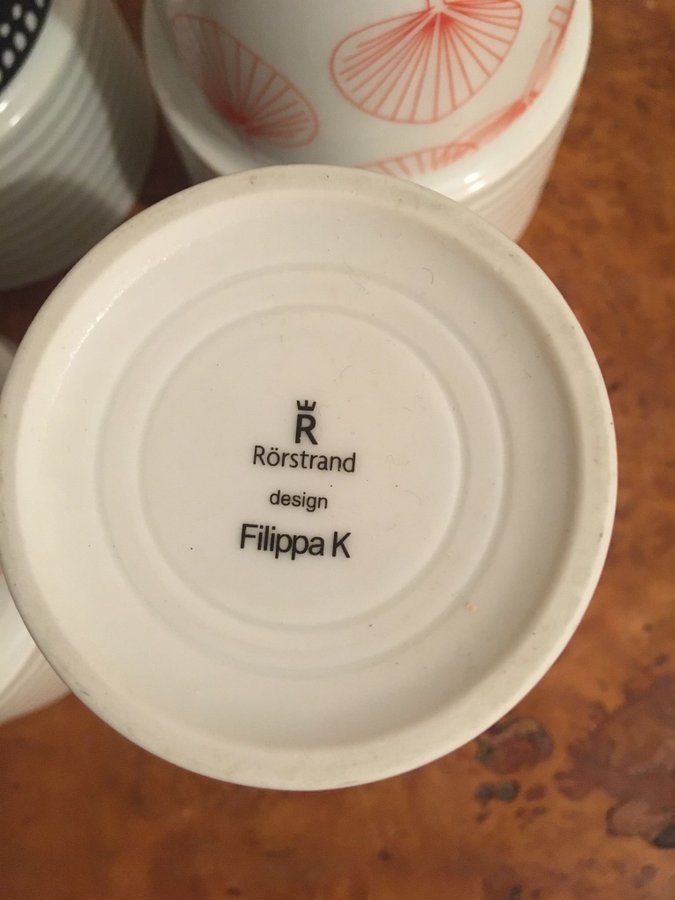 R
Rörstrand
design
Filippa K